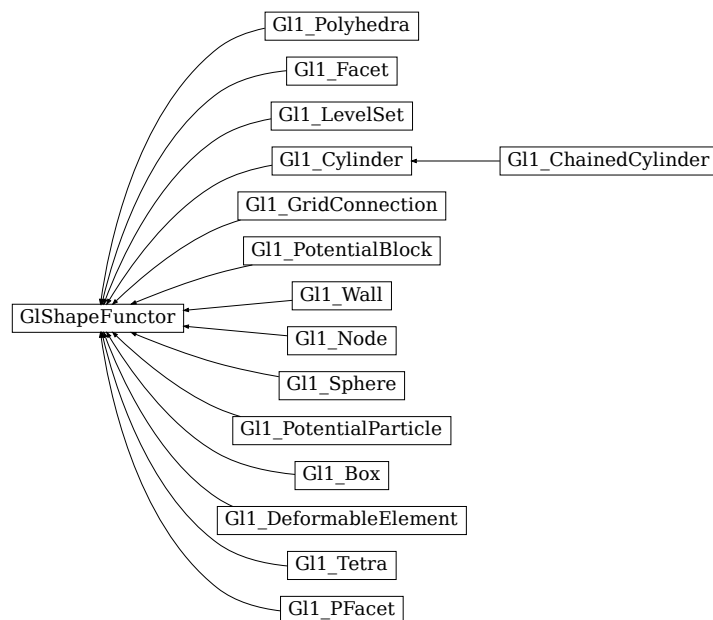 Gl1_Polyhedra
Gl1_Facet
Gl1_LevelSet
Gl1_Cylinder
Gl1_ChainedCylinder
Gl1_GridConnection
Gl1_PotentialBlock
Gl1_Wall
GlShapeFunctor
Gl1_Node
Gl1_Sphere
Gl1_PotentialParticle
Gl1_Box
Gl1_DeformableElement
Gl1_Tetra
Gl1_PFacet